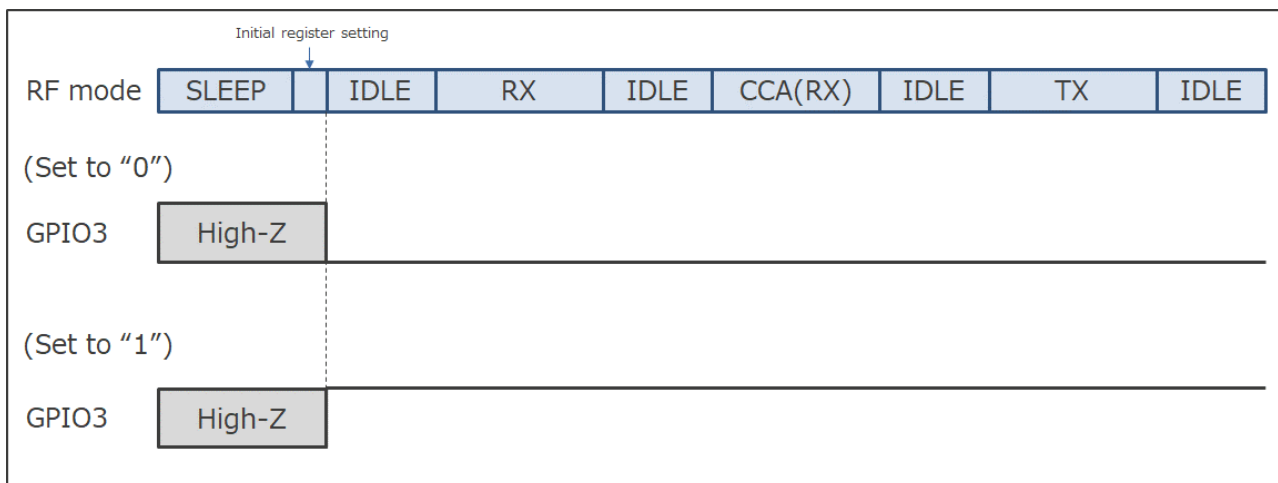 Initial register setting
RF mode SLEEP IDLE RX IDLE CCA(RX) IDLE TX IDLE
(Set to “0”)
GPIO3 High-Z
(Set to “1”)
GPIO3 High-Z